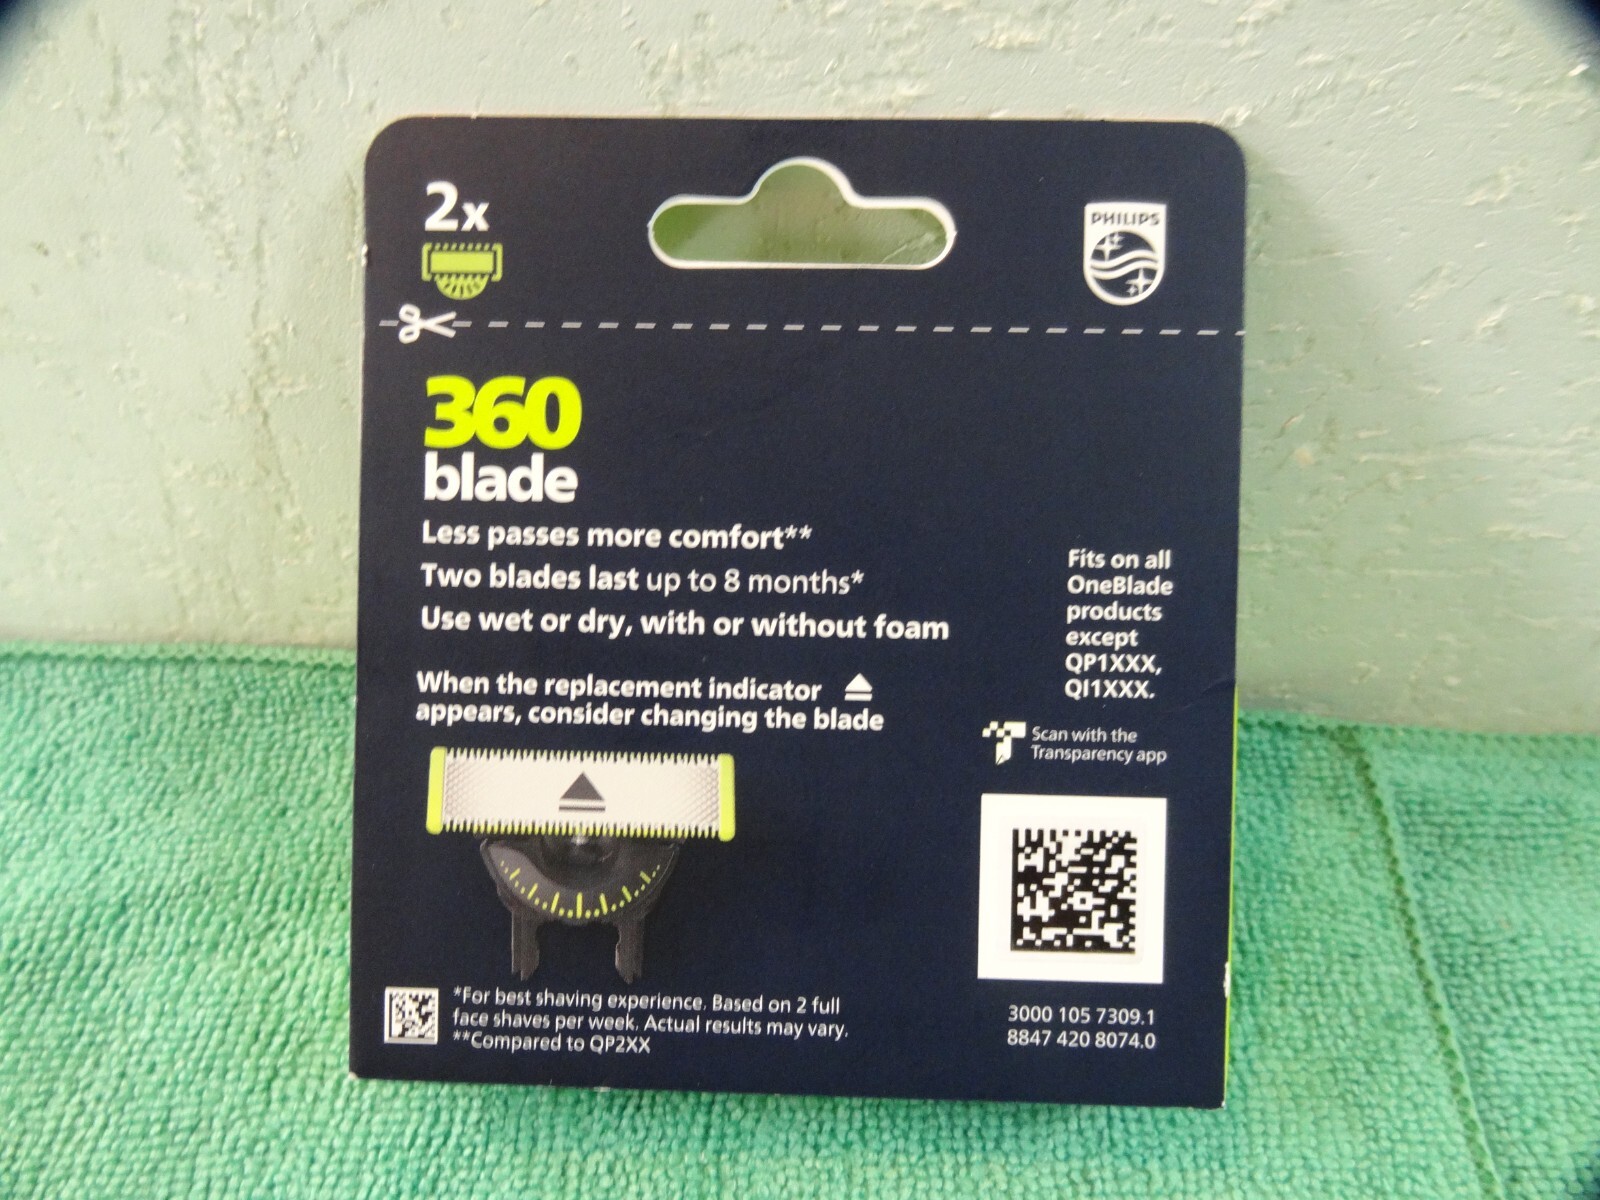 2x
PHILIPS
360
blade
Less passes more comfort**
Two blades last up to 8 months*
Use wet or dry, with or without foam
When the replacement indicator
appears, consider changing the blade
Fits on all
OneBlade
products
except
QP1XXX,
QI1XXX.
Scan with the
Transparency app
*For best shaving experience. Based on 2 full
face shaves per week. Actual results may vary.
**Compared to QP2XX
3000 105 7309.1
8847 420 8074.0